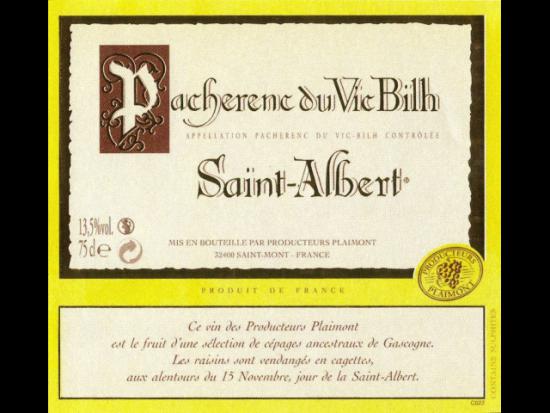 Pacherenc du Vic Bilh
APPELLATION PACHERENC DU VIC-BILH CONTRÔLÉE
Saint-Albert®
13,5%vol.
75 cl e
MIS EN BOUTEILLE PAR PRODUCTEURS PLAIMONT
32400 SAINT-MONT - FRANCE
PRODUCTEURS
PLAIMONT
PRODUIT DE FRANCE
Ce vin des Producteurs Plaimont
est le fruit d'une sélection de cépages ancestraux de Gascogne.
Les raisins sont vendangés en cagettes,
aux alentours du 15 Novembre, jour de la Saint-Albert.
CONTAINS SULPHITES